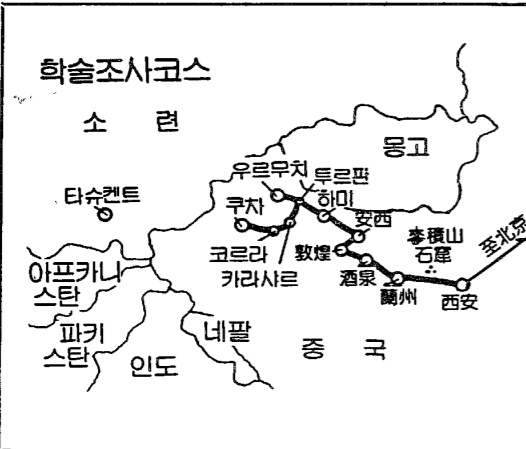 학술조사코스
소 련
몽고
우르무치
투르판
하미
타슈켄트
쿠차
安西
麥積山
石窟
至北京
코르라
카라샤르
敦煌
酒泉
蘭州
西安
아프카니
스탄
파키
스탄
네팔
인도
중 국